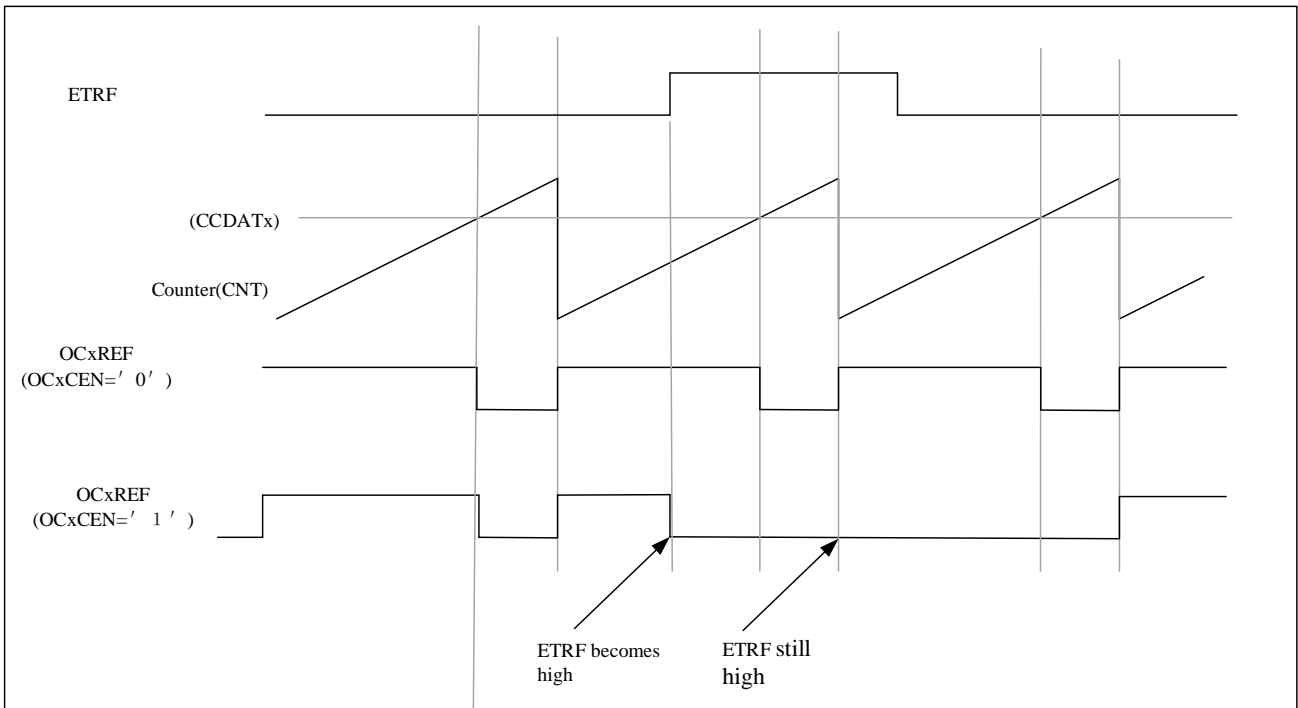 ETRF
(CCDATx)
Counter(CNT)
OCxREF
(OCxCEN=′ 0′ )
OCxREF
(OCxCEN=′ 1 ′ )
ETRF becomes
high
ETRF still
high